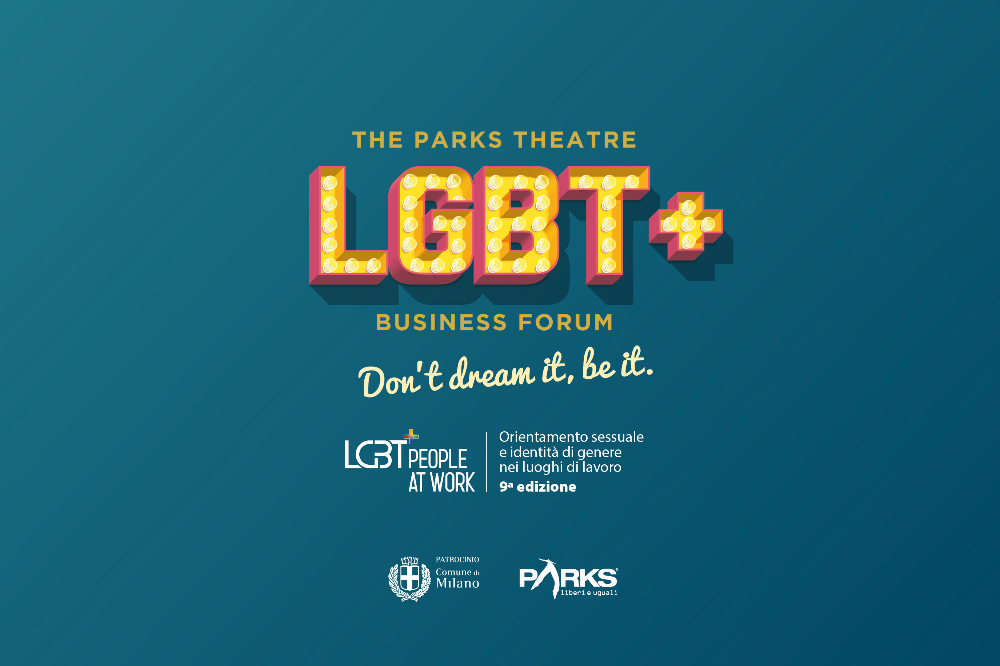 THE PARKS THEATRE
LGBT+
BUSINESS FORUM
Don't dream it, be it.
LGBT+ PEOPLE
AT WORK
Orientamento sessuale
e identità di genere
nei luoghi di lavoro
9ª edizione
PATROCINIO
Comune di
Milano
PARKS®
liberi e uguali